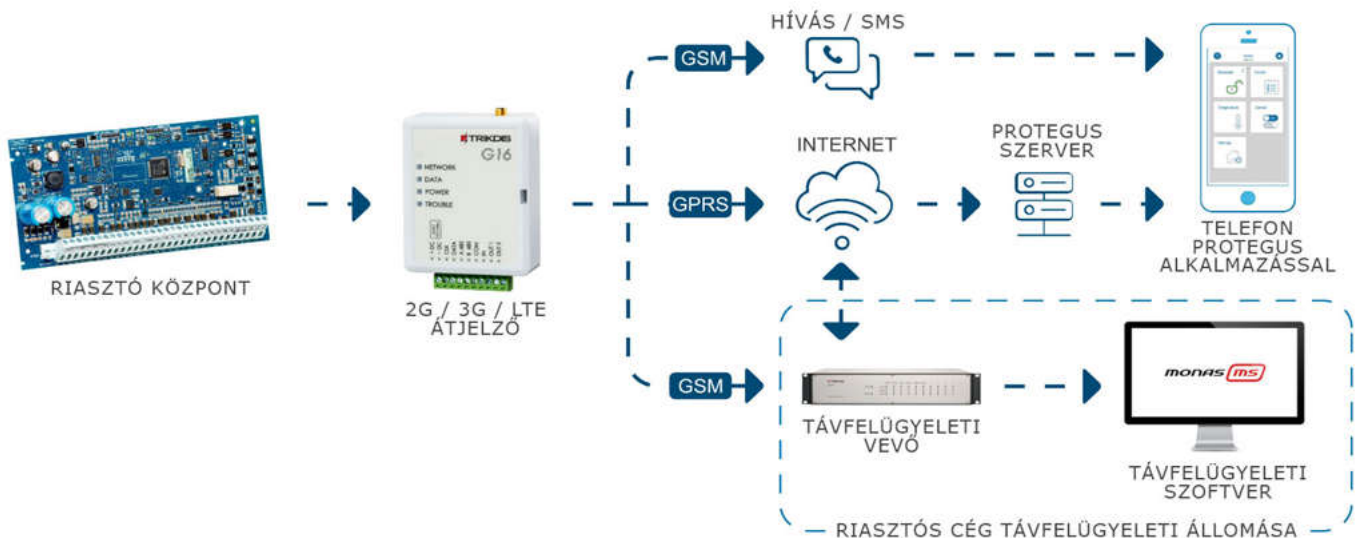 RIASZTÓ KÖZPONT
TRIKDIS
G16
NETWORK
DATA
POWER
TROUBLE
2G / 3G / LTE
ÁTJELZŐ
GSM
HÍVÁS / SMS
GPRS
INTERNET
PROTEGUS
SZERVER
TELEFON
PROTEGUS
ALKALMAZÁSSAL
GSM
TÁVFELÜGYELETI
VEVŐ
MONAS MS
TÁVFELÜGYELETI
SZOFTVER
RIASZTÓS CÉG TÁVFELÜGYELETI ÁLLOMÁSA